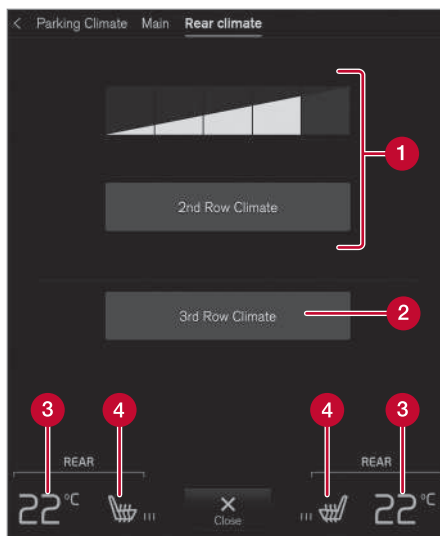 < Parking Climate Main Rear climate
1
2nd Row Climate
3rd Row Climate
2
3 4 4 3
REAR REAR
22°C 22°C
Close